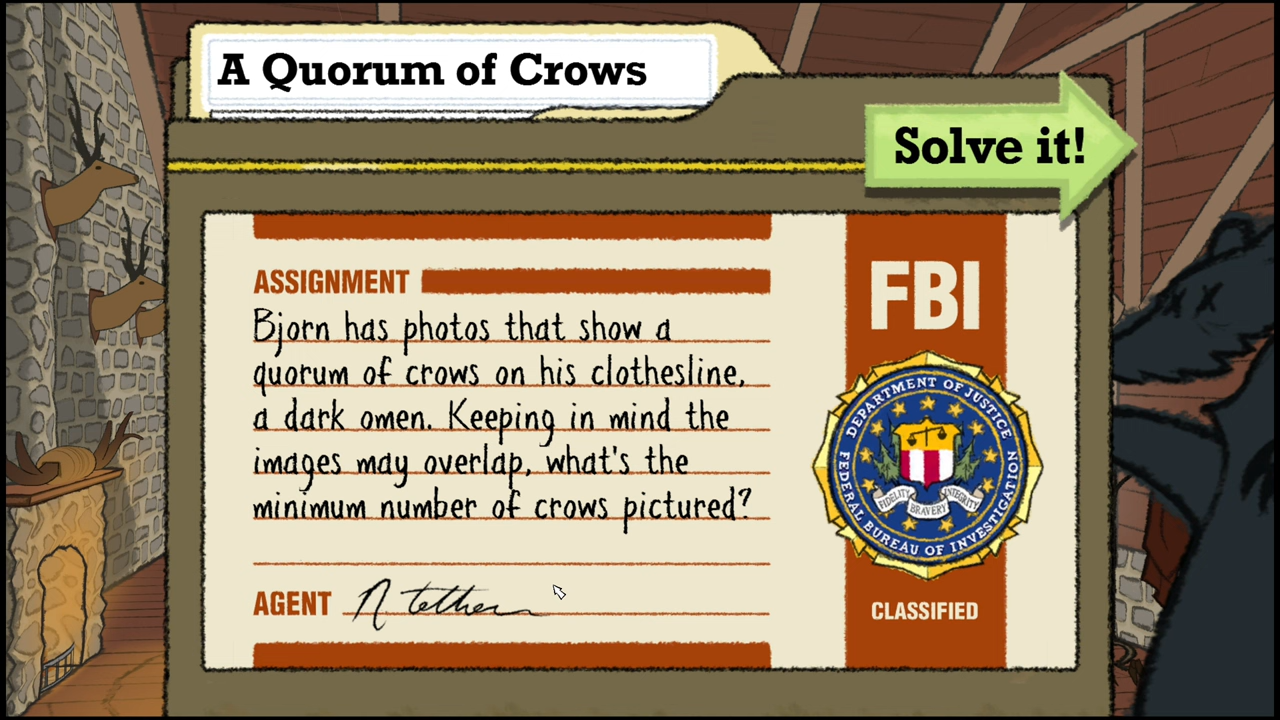 A Quorum of Crows
Solve it!
ASSIGNMENT
Bjorn has photos that show a
quorum of crows on his clothesline,
a dark omen. Keeping in mind the
images may overlap, what's the
minimum number of crows pictured?
AGENT N tether
FBI
DEPARTMENT OF JUSTICE
FIDELITY BRAVERY INTEGRITY
FEDERAL BUREAU OF INVESTIGATION
CLASSIFIED